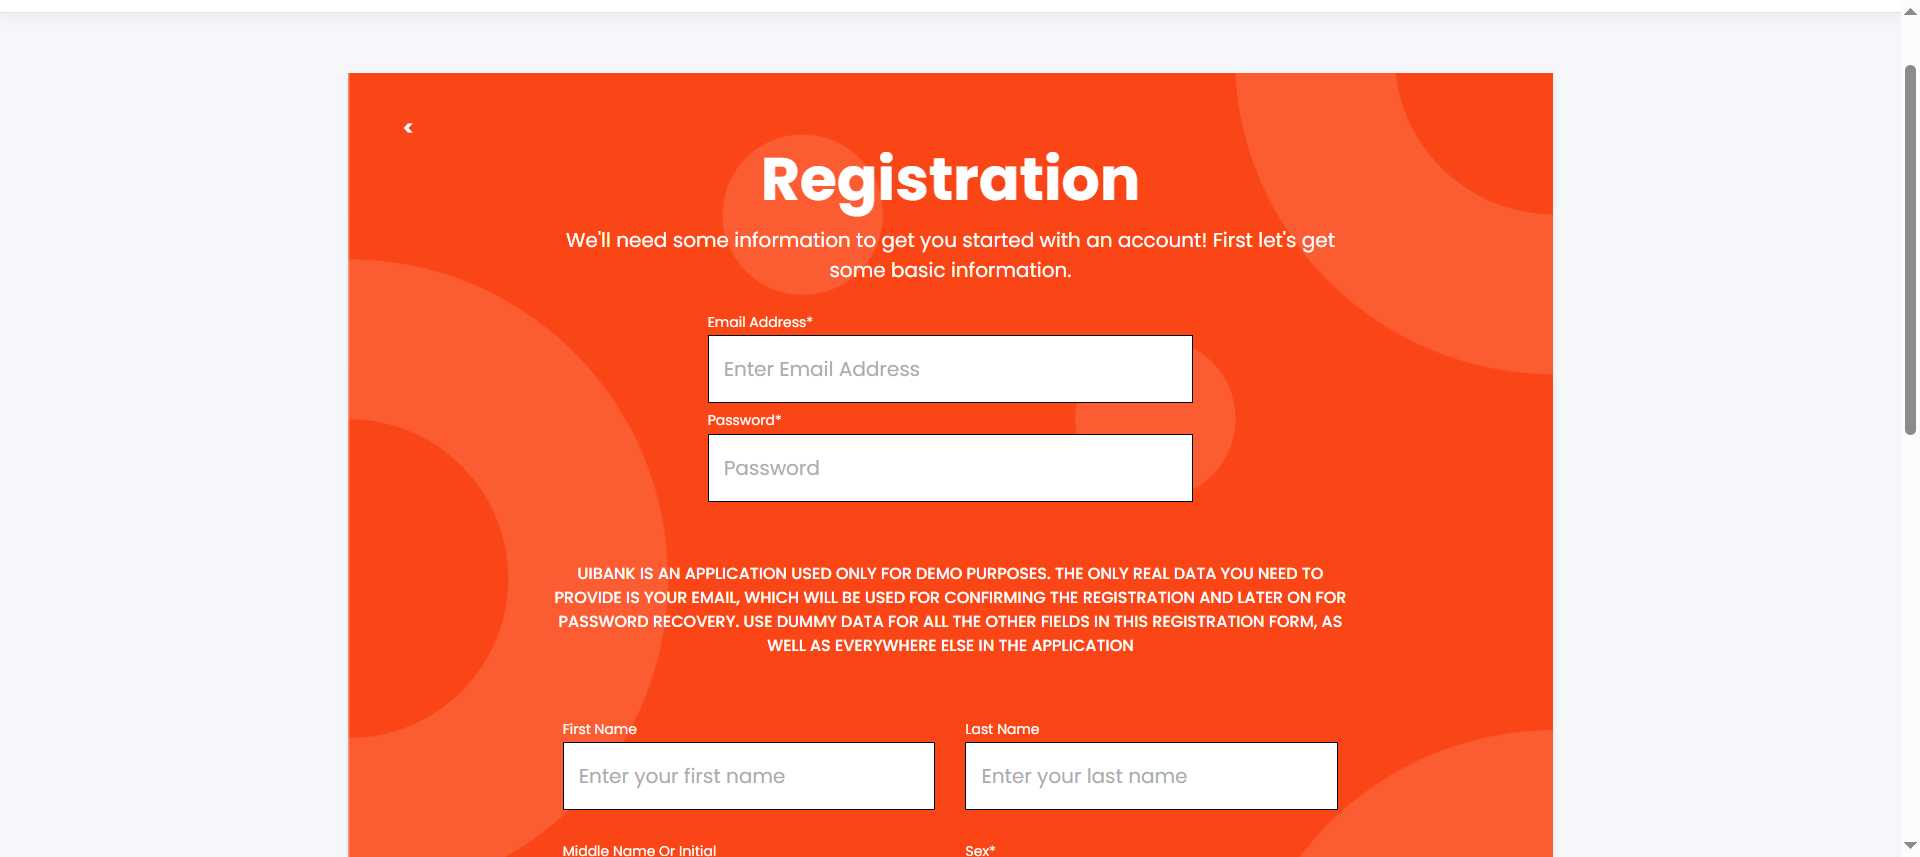 Registration
We'll need some information to get you started with an account! First let's get
some basic information.
Email Address*
Enter Email Address
Password*
Password
UIBANK IS AN APPLICATION USED ONLY FOR DEMO PURPOSES. THE ONLY REAL DATA YOU NEED TO
PROVIDE IS YOUR EMAIL, WHICH WILL BE USED FOR CONFIRMING THE REGISTRATION AND LATER ON FOR
PASSWORD RECOVERY. USE DUMMY DATA FOR ALL THE OTHER FIELDS IN THIS REGISTRATION FORM, AS
WELL AS EVERYWHERE ELSE IN THE APPLICATION
First Name
Last Name
Enter your first name
Enter your last name
Middle Name Or Initial
Sex*